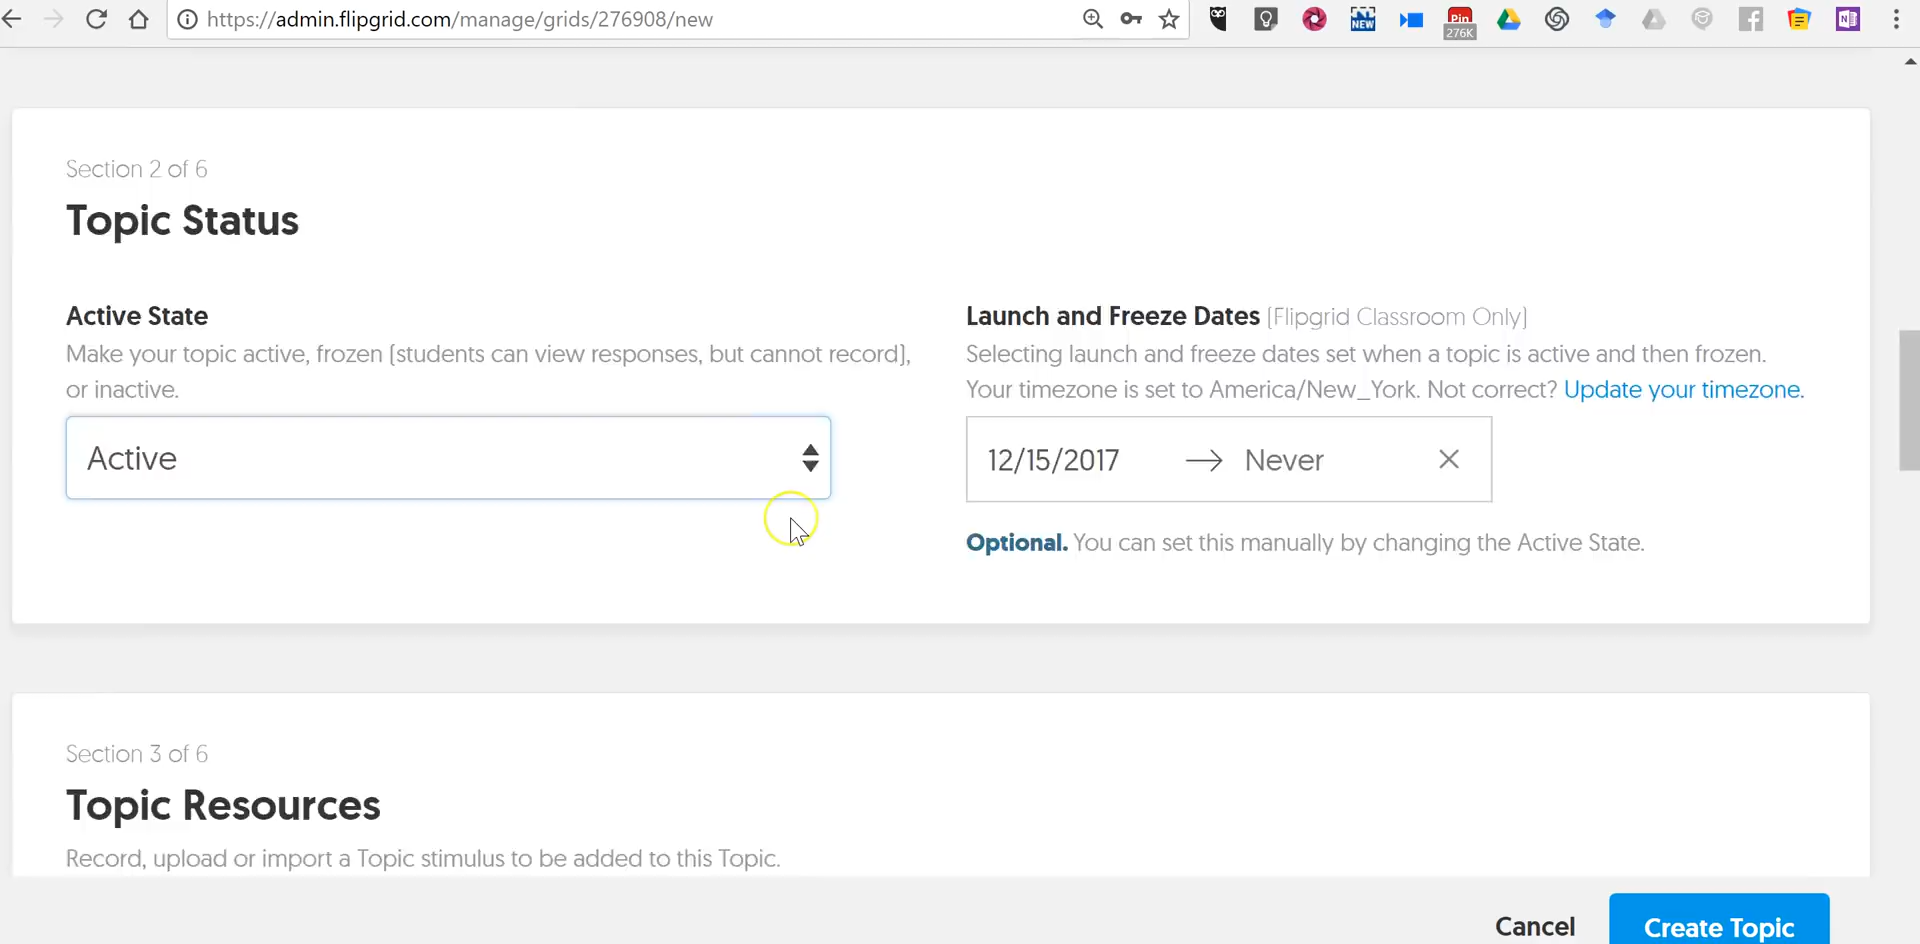 https://admin.flipgrid.com/manage/grids/276908/new
NEW
Pin
276K
N
Section 2 of 6
Topic Status
Active State
Make your topic active, frozen (students can view responses, but cannot record),
or inactive.
Active
Launch and Freeze Dates (Flipgrid Classroom Only)
Selecting launch and freeze dates set when a topic is active and then frozen.
Your timezone is set to America/New_York. Not correct? Update your timezone.
12/15/2017 → Never
Optional. You can set this manually by changing the Active State.
Section 3 of 6
Topic Resources
Record, upload or import a Topic stimulus to be added to this Topic.
Cancel
Create Topic